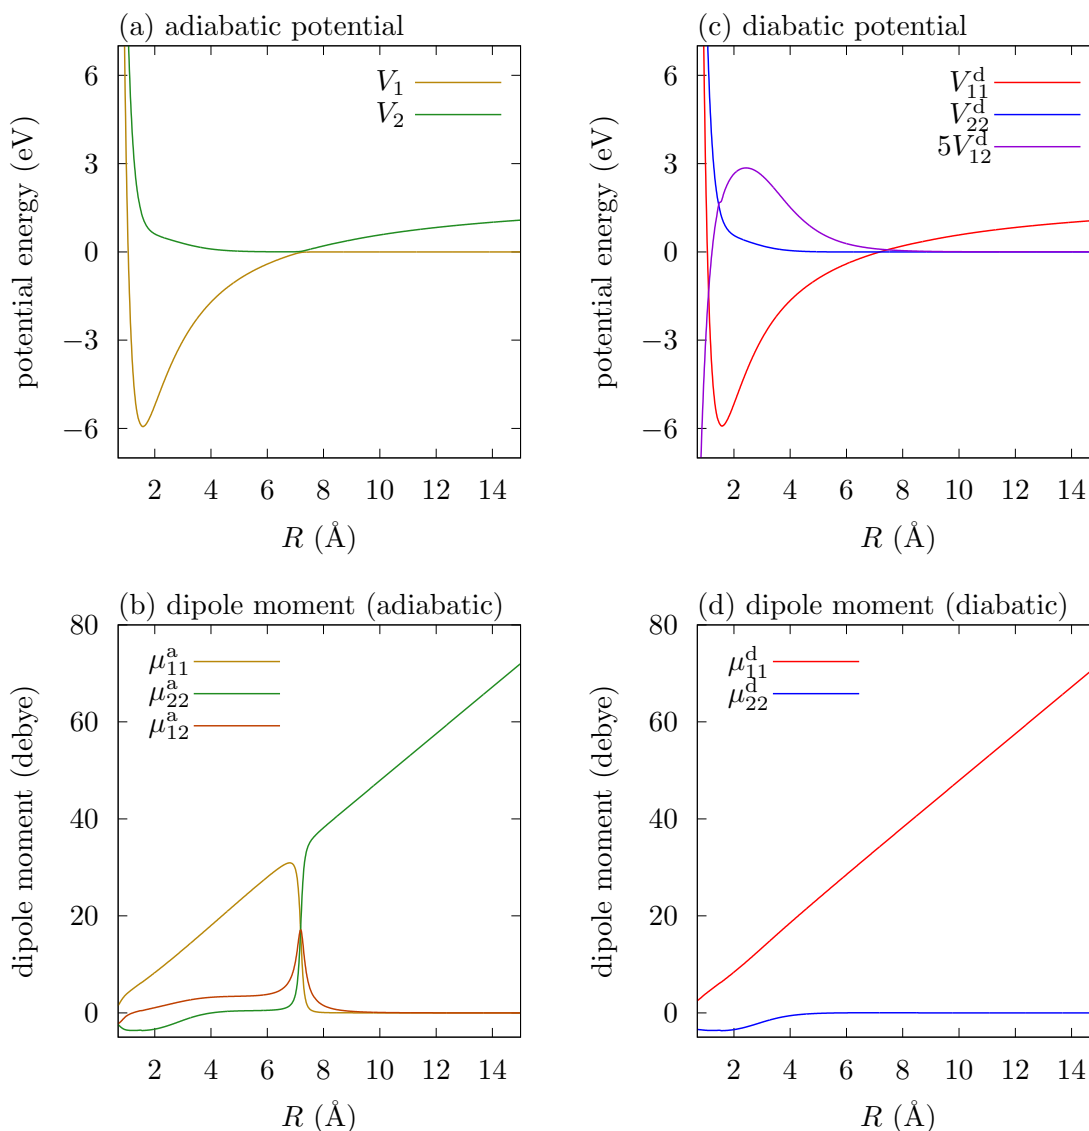 (a) adiabatic potential
V₁
V₂
6
3
0
−3
−6
potential energy (eV)
2 4 6 8 10 12 14
R (Å)
(c) diabatic potential
V₁₁ᵈ
V₂₂ᵈ
5V₁₂ᵈ
6
3
0
−3
−6
potential energy (eV)
2 4 6 8 10 12 14
R (Å)
(b) dipole moment (adiabatic)
μ₁₁ᵃ
μ₂₂ᵃ
μ₁₂ᵃ
80
60
40
20
0
dipole moment (debye)
2 4 6 8 10 12 14
R (Å)
(d) dipole moment (diabatic)
μ₁₁ᵈ
μ₂₂ᵈ
80
60
40
20
0
dipole moment (debye)
2 4 6 8 10 12 14
R (Å)